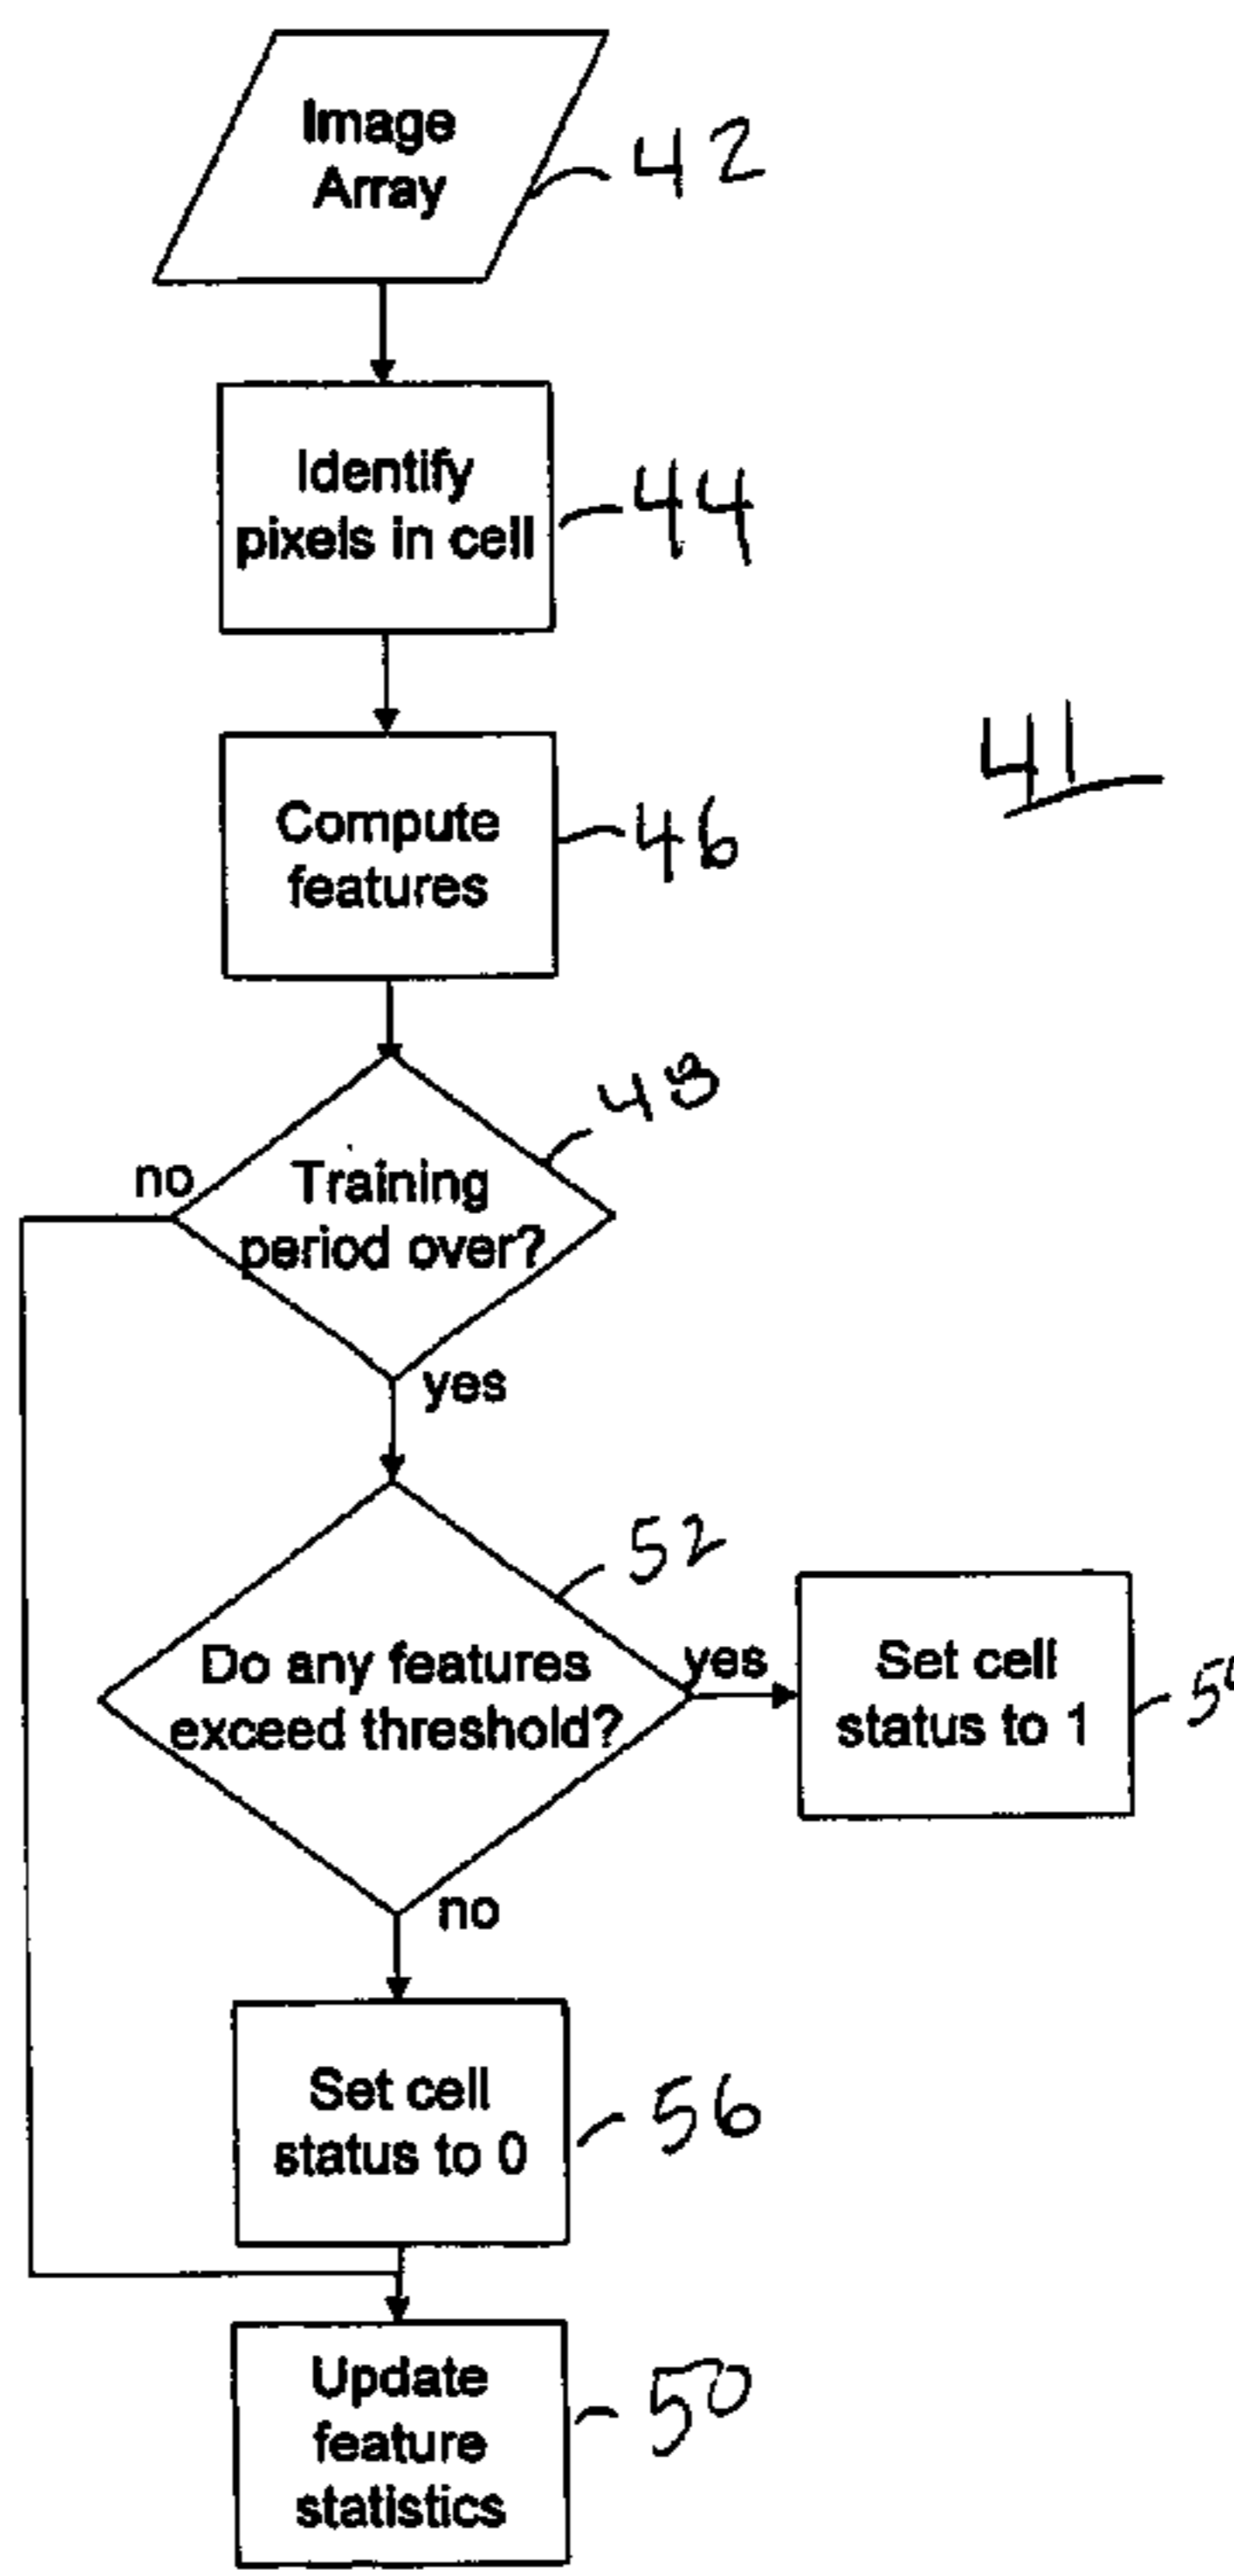 Image
Array
42
Identify
pixels in cell
44
41
Compute
features
46
48
no
Training
period over?
yes
52
Do any features
exceed threshold?
yes
Set cell
status to 1
no
Set cell
status to 0
56
Update
feature
statistics
50